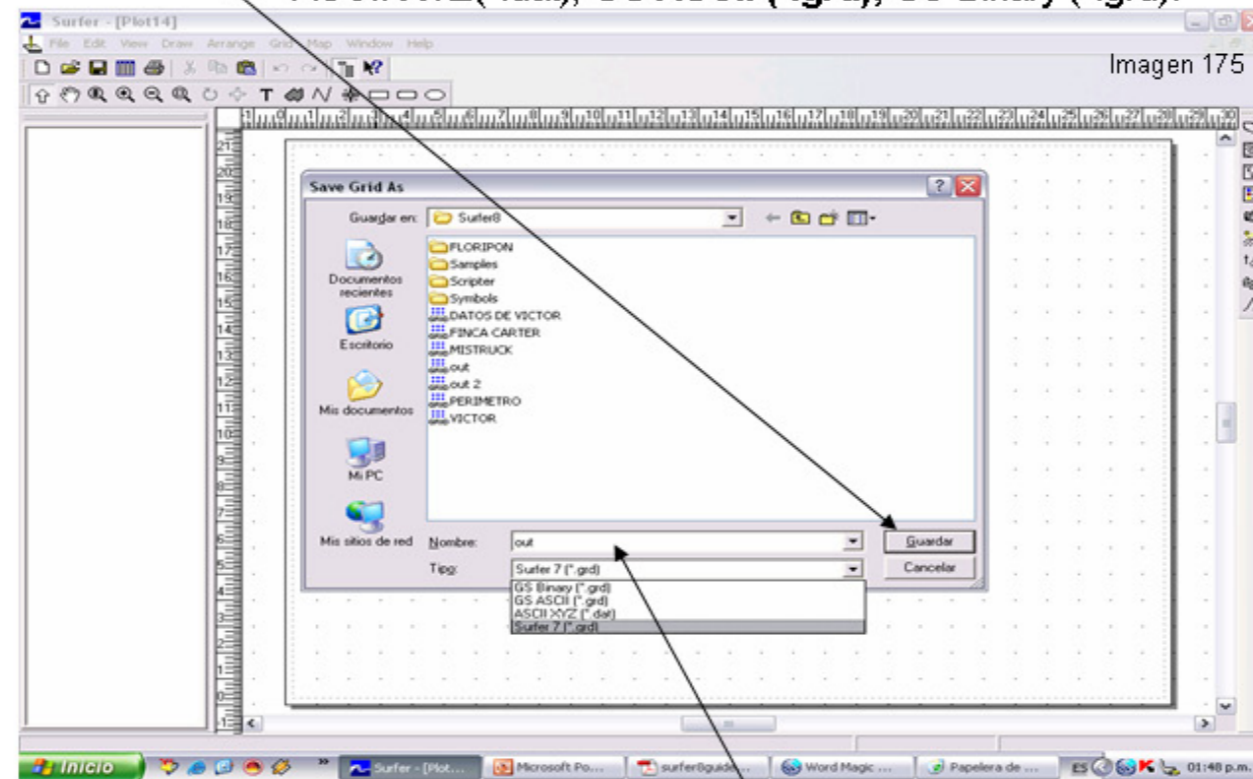 Surfer - [Plot14]
File Edit View Draw Arrange Grid Map Window Help
Imagen 175
Save Grid As
Guardar en: Surfer8
FLORIPON
Samples
Scripter
Symbols
DATOS DE VICTOR
FINCA CARTER
MISTRUCK
out
out 2
PERIMETRO
VICTOR
Documentos recientes
Escritorio
Mis documentos
Mi PC
Mis sitios de red
Nombre: out Guardar
Tipo: Surfer 7 (*.grd) Cancelar
GS Binary (*.grd)
GS ASCII (*.grd)
ASCII XYZ (*.dat)
Surfer 7 (*.grd)
Inicio » Surfer - [Plot... Microsoft Po... surfer8guide... Word Magic ... Papelera de ... ES 01:48 p.m.